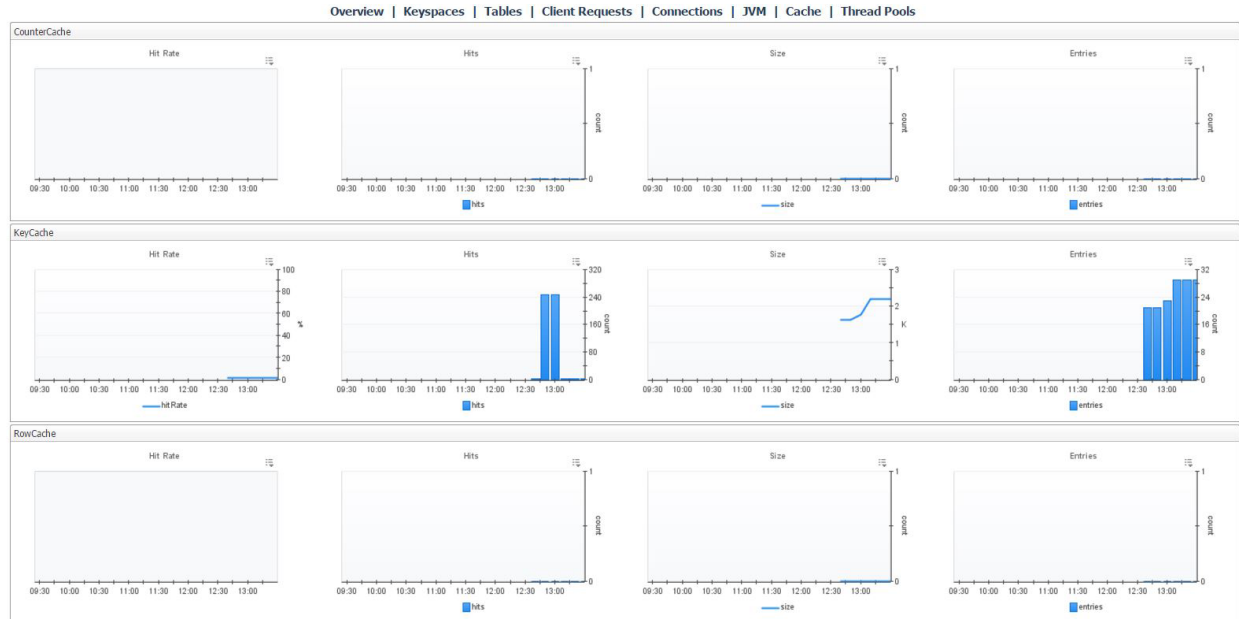 Overview | Keyspaces | Tables | Client Requests | Connections | JVM | Cache | Thread Pools
CounterCache
Hit Rate
09:30 10:00 10:30 11:00 11:30 12:00 12:30 13:00
Hits
1
0
count
09:30 10:00 10:30 11:00 11:30 12:00 12:30 13:00
hits
Size
1
0
count
09:30 10:00 10:30 11:00 11:30 12:00 12:30 13:00
size
Entries
1
0
count
09:30 10:00 10:30 11:00 11:30 12:00 12:30 13:00
entries
KeyCache
Hit Rate
100
80
60
40
20
0
%
09:30 10:00 10:30 11:00 11:30 12:00 12:30 13:00
hitRate
Hits
320
240
160
80
0
count
09:30 10:00 10:30 11:00 11:30 12:00 12:30 13:00
hits
Size
3
2
1
0
K
09:30 10:00 10:30 11:00 11:30 12:00 12:30 13:00
size
Entries
32
24
16
8
0
count
09:30 10:00 10:30 11:00 11:30 12:00 12:30 13:00
entries
RowCache
Hit Rate
09:30 10:00 10:30 11:00 11:30 12:00 12:30 13:00
Hits
1
0
count
09:30 10:00 10:30 11:00 11:30 12:00 12:30 13:00
hits
Size
1
0
count
09:30 10:00 10:30 11:00 11:30 12:00 12:30 13:00
size
Entries
1
0
count
09:30 10:00 10:30 11:00 11:30 12:00 12:30 13:00
entries